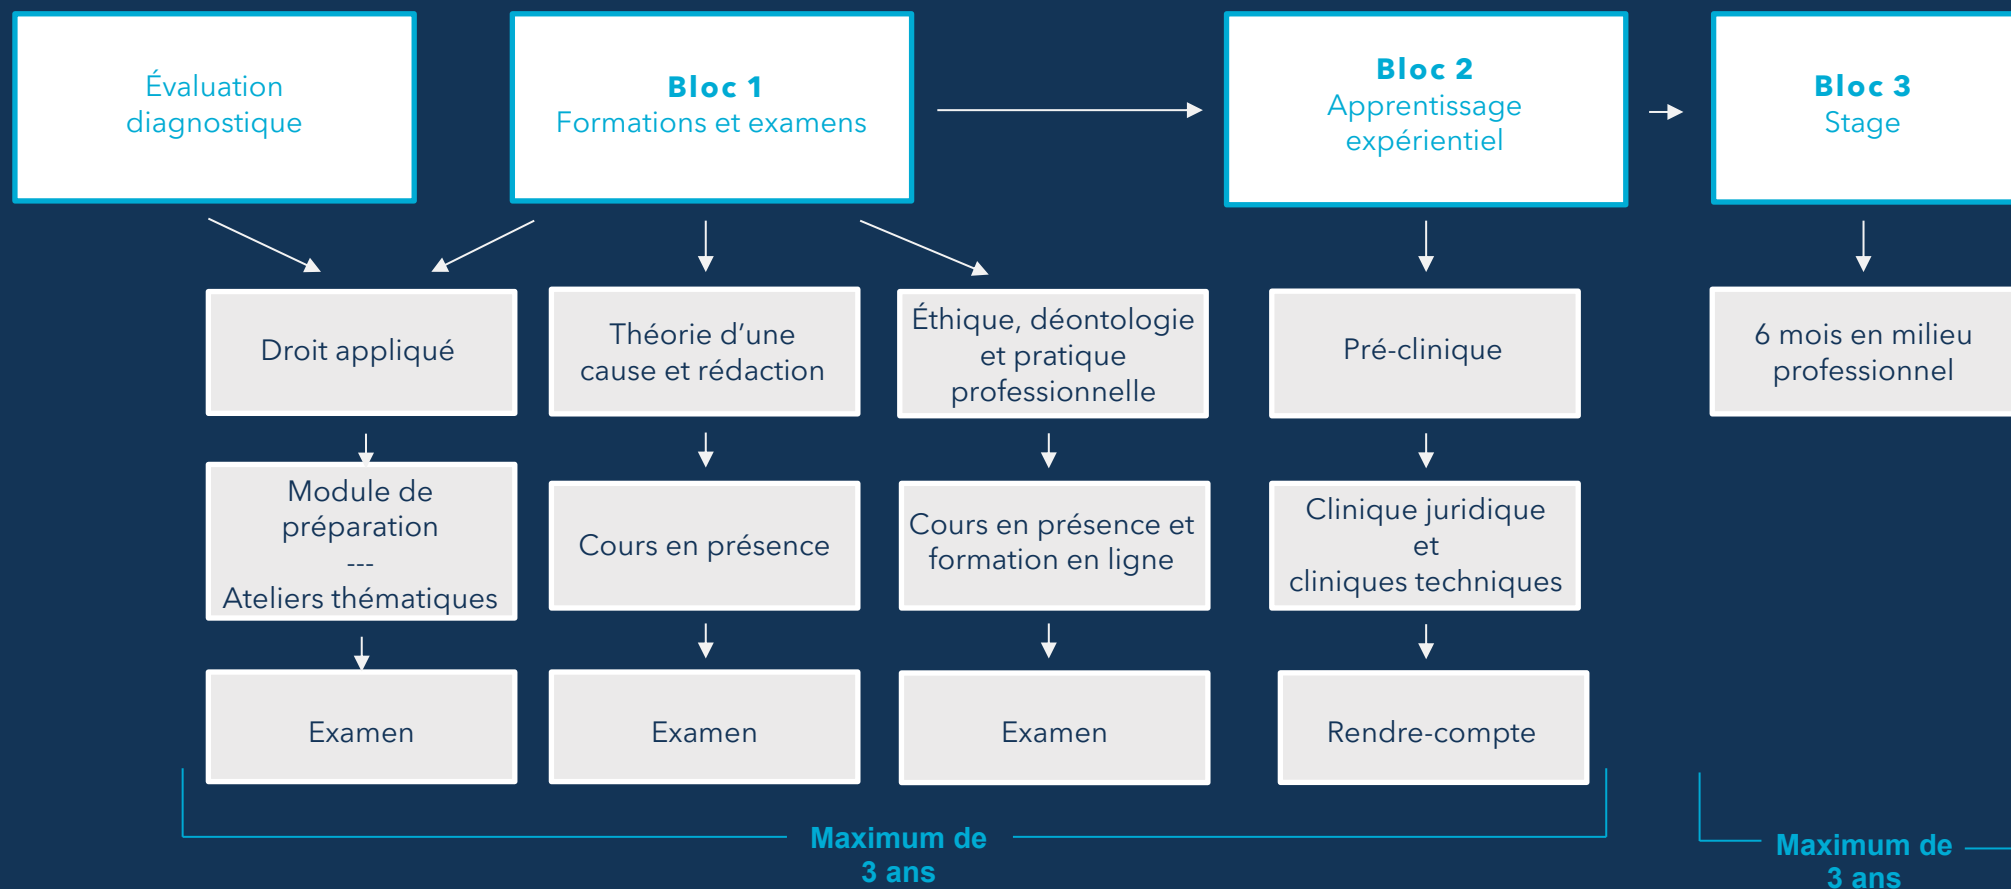 Évaluation
diagnostique
Bloc 1
Formations et examens
Bloc 2
Apprentissage
expérientiel
Bloc 3
Stage
Droit appliqué
Théorie d’une
cause et rédaction
Éthique, déontologie
et pratique
professionnelle
Pré-clinique
6 mois en milieu
professionnel
Module de
préparation
---
Ateliers thématiques
Cours en présence
Cours en présence et
formation en ligne
Clinique juridique
et
cliniques techniques
Examen
Examen
Examen
Rendre-compte
Maximum de
3 ans
Maximum de
3 ans